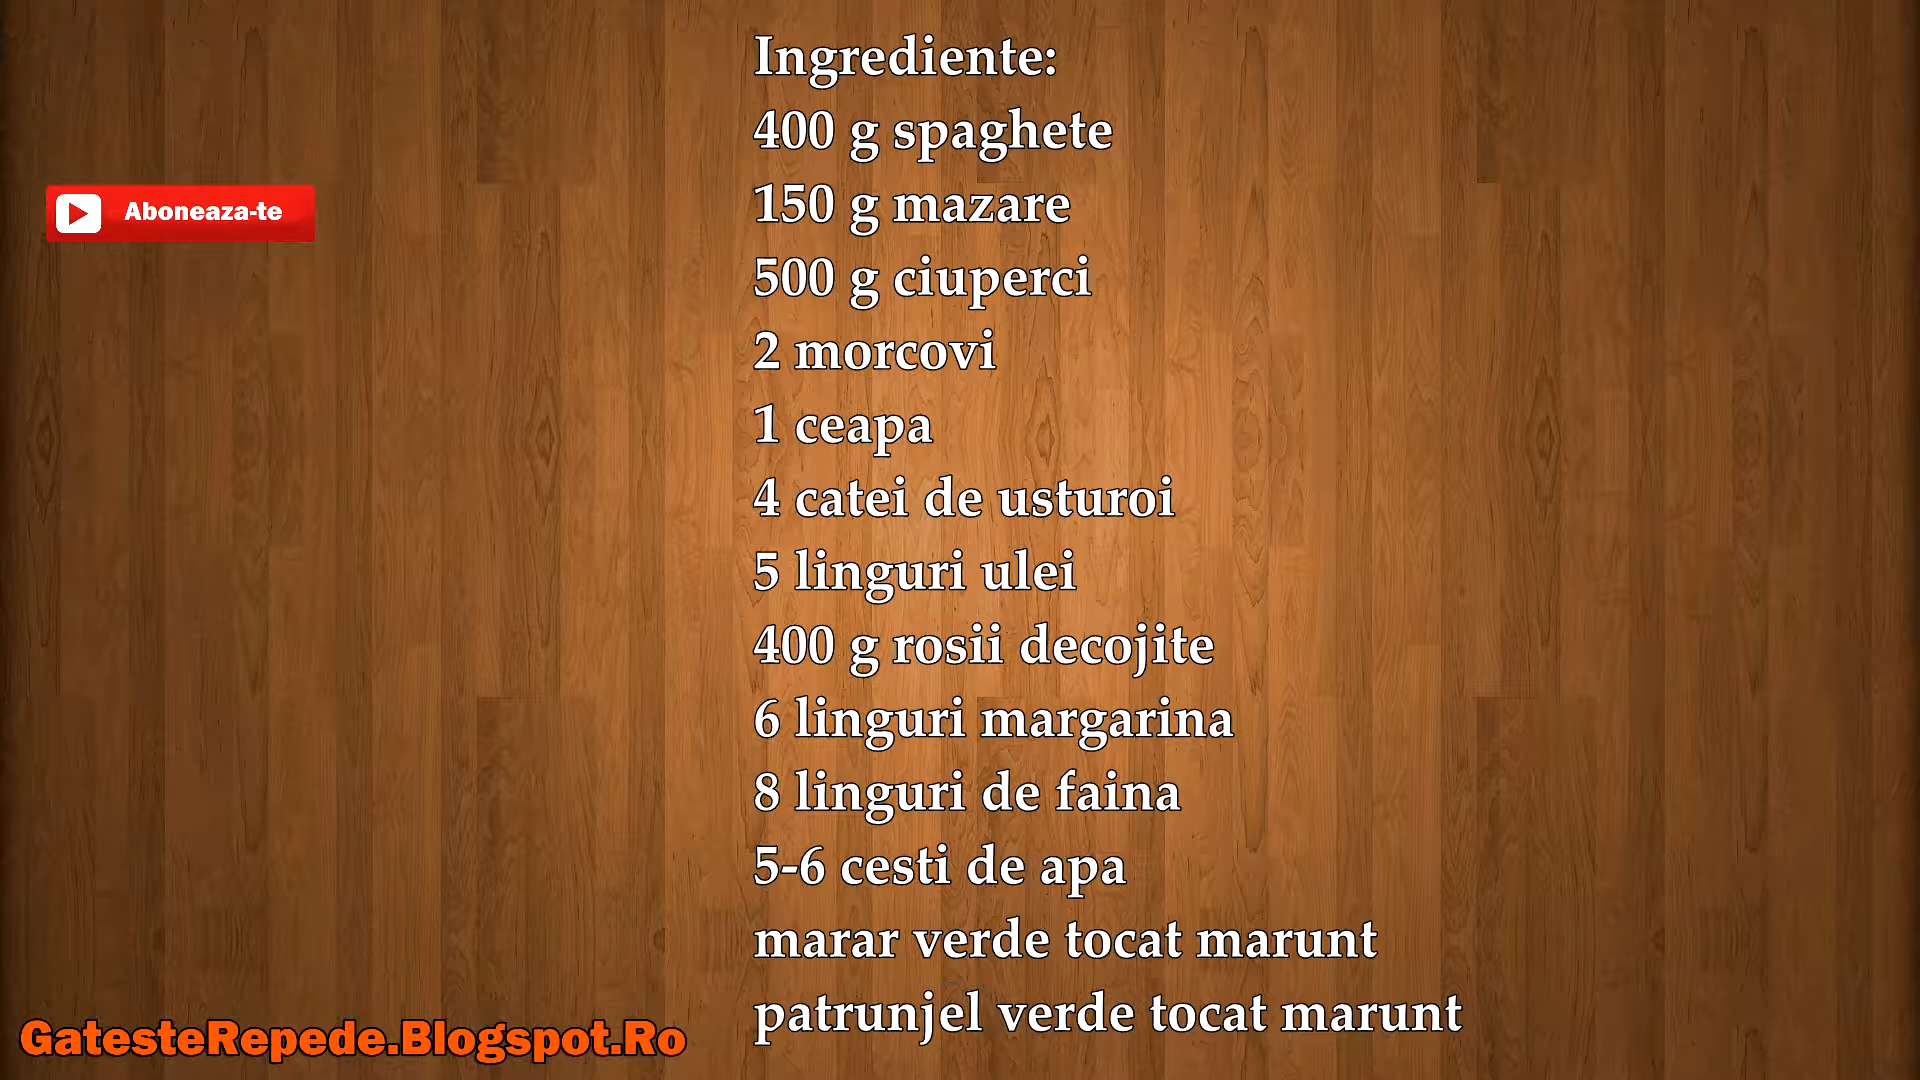 Ingrediente:
400 g spaghete
150 g mazare
Aboneaza-te
500 g ciuperci
2 morcovi
1 ceapa
4 catei de usturoi
5 linguri ulei
400 g rosii decojite
6 linguri margarina
8 linguri de faina
5-6 cesti de apa
marar verde tocat marunt
patrunjel verde tocat marunt
GatesteRepede.Blogspot.Ro